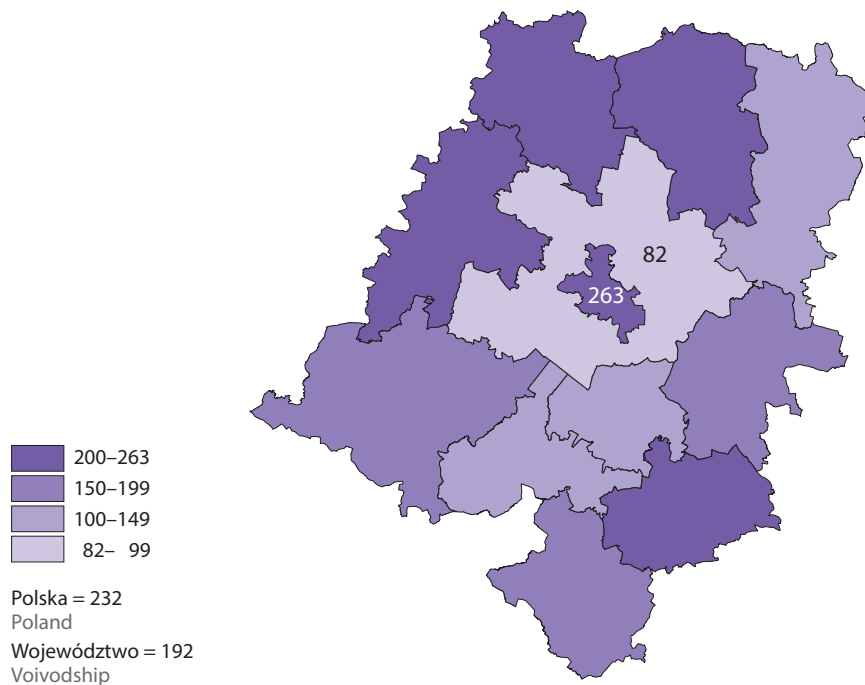 82
263
200–263
150–199
100–149
82– 99
Polska = 232
Poland
Województwo = 192
Voivodship